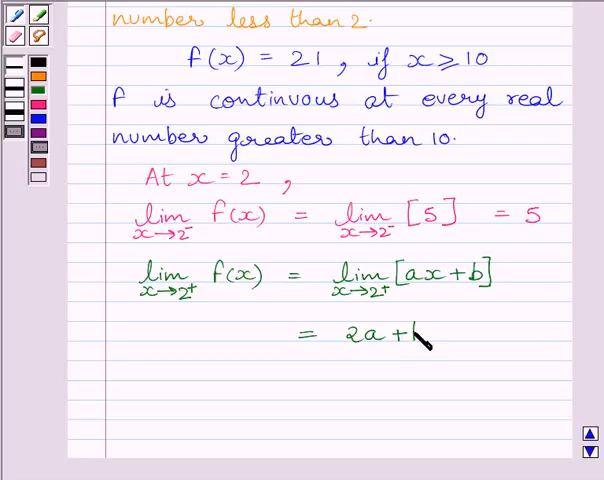 number less than 2.
f(x) = 21 , if x ⩾ 10
f is continuous at every real
number greater than 10.
At x = 2 ,
lim x→2⁻ f(x) = lim x→2⁻ [5] = 5
lim x→2⁺ f(x) = lim x→2⁺ [ax + b]
= 2a +